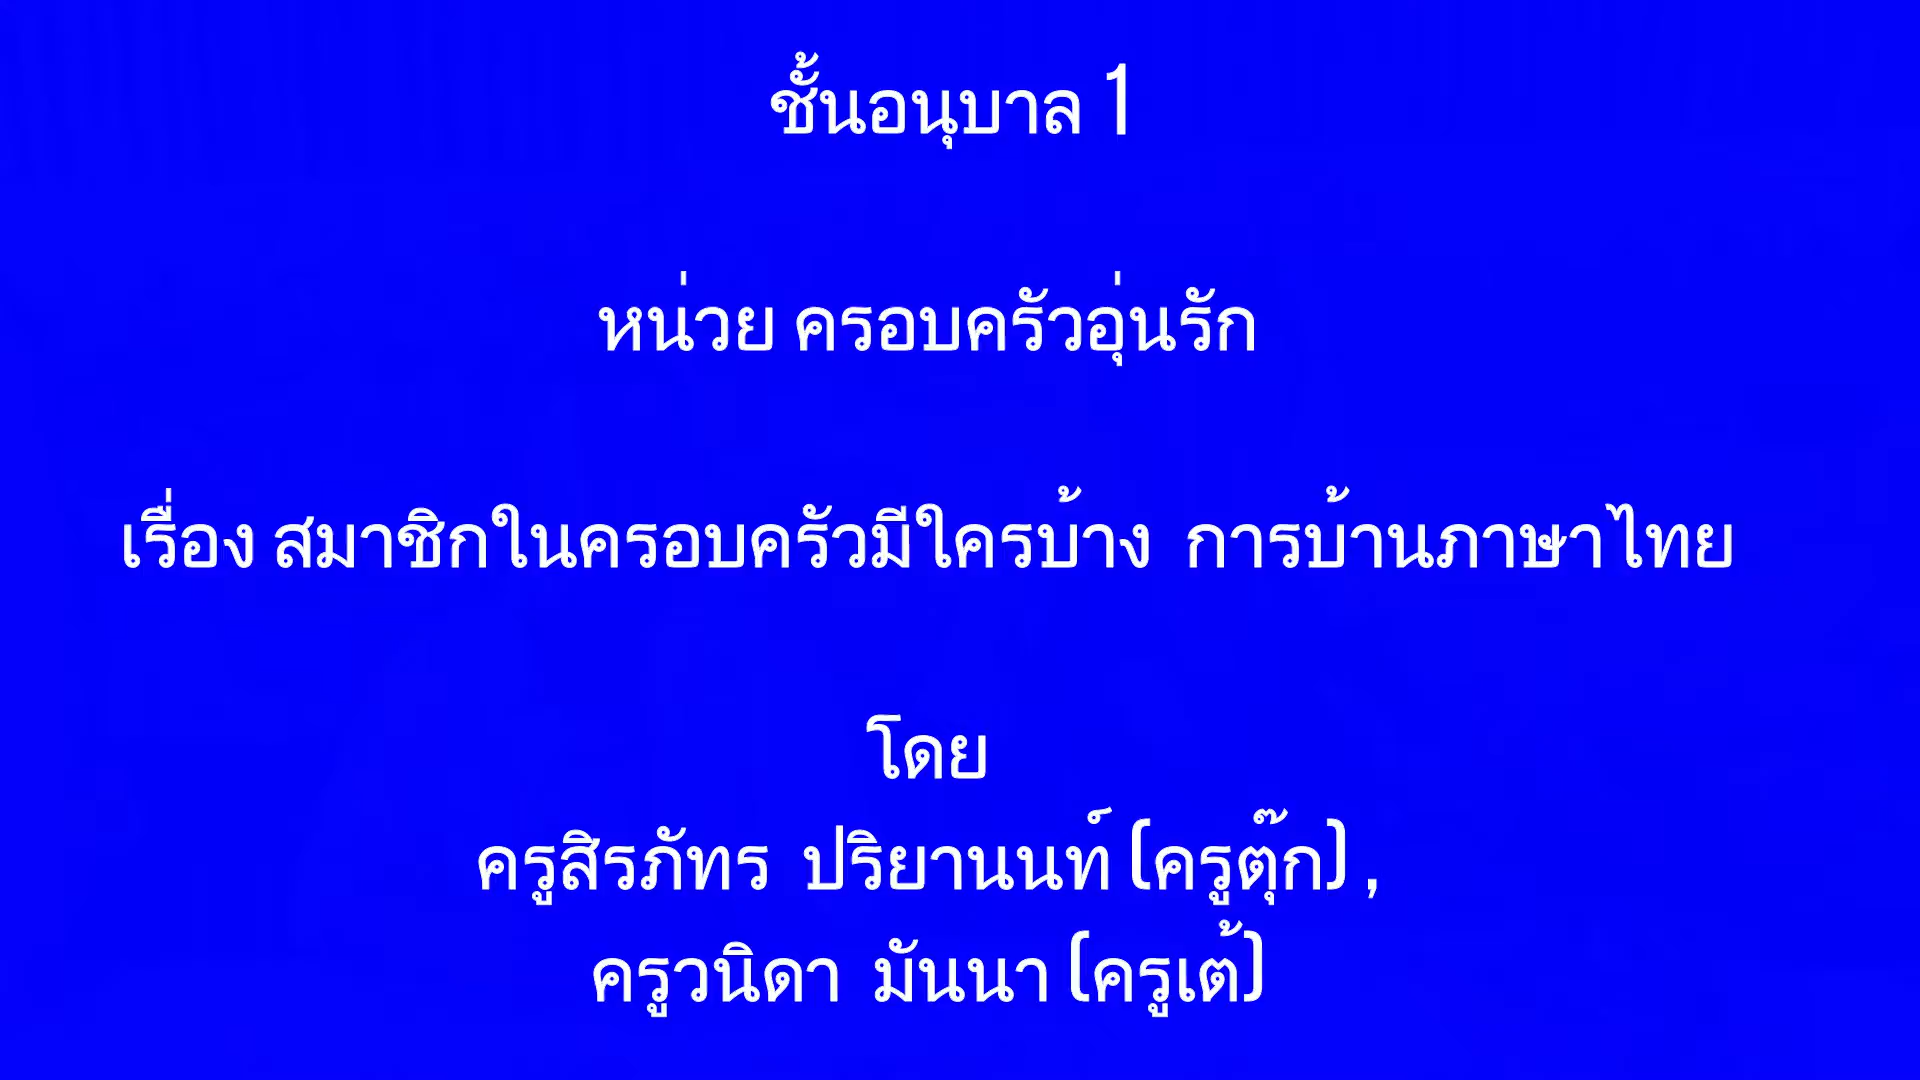 ชั้นอนุบาล 1
หน่วย ครอบครัวอุ่นรัก
เรื่อง สมาชิกในครอบครัวมีใครบ้าง การบ้านภาษาไทย
โดย
ครูสิรภัทร ปริยานนท์ (ครูตุ๊ก) ,
ครูวนิดา มันนา (ครูเต้)